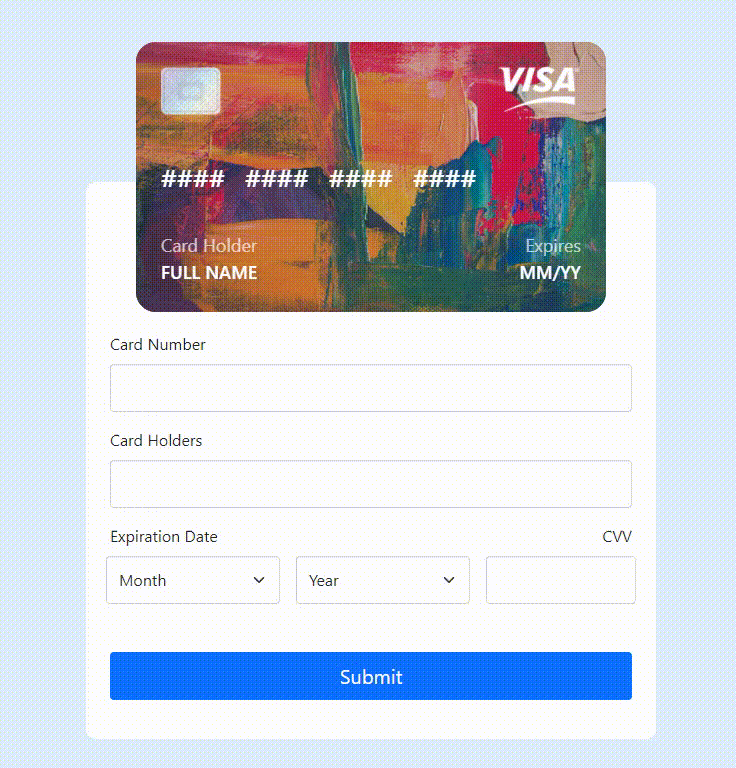 VISA
#### #### #### ####
Card Holder Expires
FULL NAME MM/YY
Card Number
Card Holders
Expiration Date CVV
Month Year
Submit